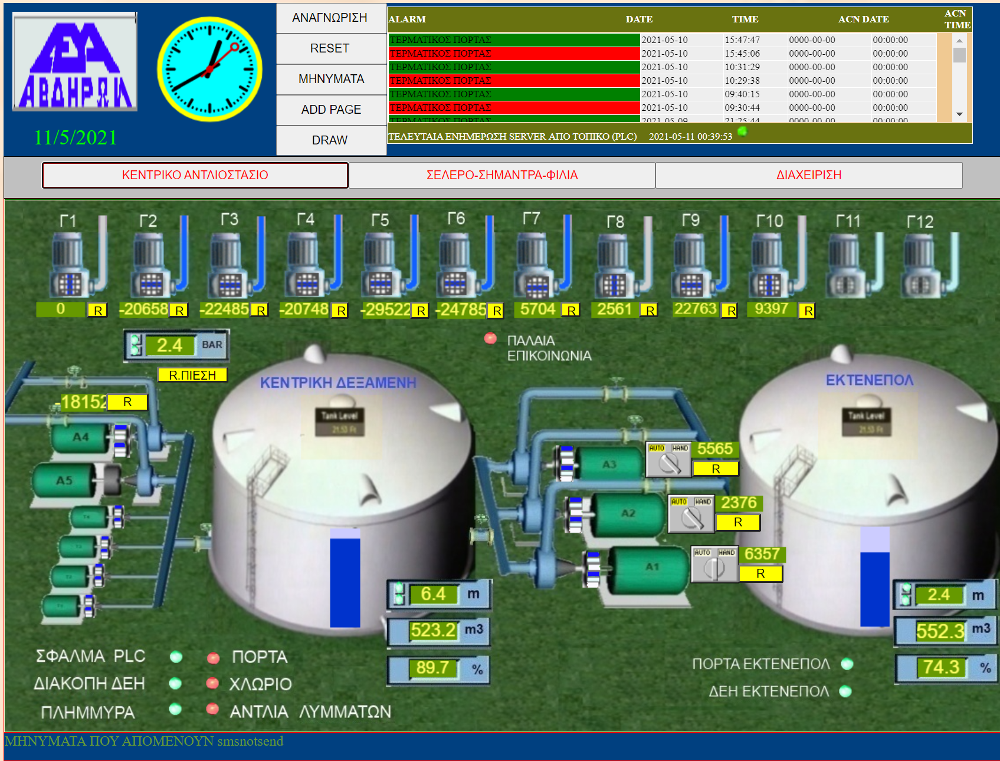 ΑΒΔΗΡΩΝ
11/5/2021
ΑΝΑΓΝΩΡΙΣΗ
RESET
ΜΗΝΥΜΑΤΑ
ADD PAGE
DRAW
ALARM DATE TIME ACN DATE ACN TIME
ΤΕΡΜΑΤΙΚΟΣ ΠΟΡΤΑΣ 2021-05-10 15:47:47 0000-00-00 00:00:00
ΤΕΡΜΑΤΙΚΟΣ ΠΟΡΤΑΣ 2021-05-10 15:45:06 0000-00-00 00:00:00
ΤΕΡΜΑΤΙΚΟΣ ΠΟΡΤΑΣ 2021-05-10 10:31:29 0000-00-00 00:00:00
ΤΕΡΜΑΤΙΚΟΣ ΠΟΡΤΑΣ 2021-05-10 10:29:38 0000-00-00 00:00:00
ΤΕΡΜΑΤΙΚΟΣ ΠΟΡΤΑΣ 2021-05-10 09:40:15 0000-00-00 00:00:00
ΤΕΡΜΑΤΙΚΟΣ ΠΟΡΤΑΣ 2021-05-10 09:30:44 0000-00-00 00:00:00
ΤΕΡΜΑΤΙΚΟΣ ΠΟΡΤΑΣ 2021-05-09 21:25:44 0000-00-00 00:00:00
ΤΕΛΕΥΤΑΙΑ ΕΝΗΜΕΡΩΣΗ SERVER ΑΠΟ ΤΟΠΙΚΟ (PLC) 2021-05-11 00:39:53
ΚΕΝΤΡΙΚΟ ΑΝΤΛΙΟΣΤΑΣΙΟ ΣΕΛΕΡΟ-ΣΗΜΑΝΤΡΑ-ΦΙΛΙΑ ΔΙΑΧΕΙΡΙΣΗ
Γ1 Γ2 Γ3 Γ4 Γ5 Γ6 Γ7 Γ8 Γ9 Γ10 Γ11 Γ12
0 R -20658 R -22485 R -20748 R -29522 R -24785 R 5704 R 2561 R 22763 R 9397 R
2.4 BAR
R.ΠΙΕΣΗ
ΠΑΛΑΙΑ
ΕΠΙΚΟΙΝΩΝΙΑ
ΚΕΝΤΡΙΚΗ ΔΕΞΑΜΕΝΗ
ΕΚΤΕΝΕΠΟΛ
-18152 R
Tank Level
21.53 Ft
Tank Level
21.53 Ft
A4
A5
A3
AUTO HAND
5565
R
A2
AUTO HAND
2376
R
A1
AUTO HAND
6357
R
6.4 m
523.2 m3
89.7 %
2.4 m
552.3 m3
74.3 %
ΣΦΑΛΜΑ PLC
ΠΟΡΤΑ
ΔΙΑΚΟΠΗ ΔΕΗ
ΧΛΩΡΙΟ
ΠΛΗΜΜΥΡΑ
ΑΝΤΛΙΑ ΛΥΜΜΑΤΩΝ
ΠΟΡΤΑ ΕΚΤΕΝΕΠΟΛ
ΔΕΗ ΕΚΤΕΝΕΠΟΛ
ΜΗΝΥΜΑΤΑ ΠΟΥ ΑΠΟΜΕΝΟΥΝ smsnotsend